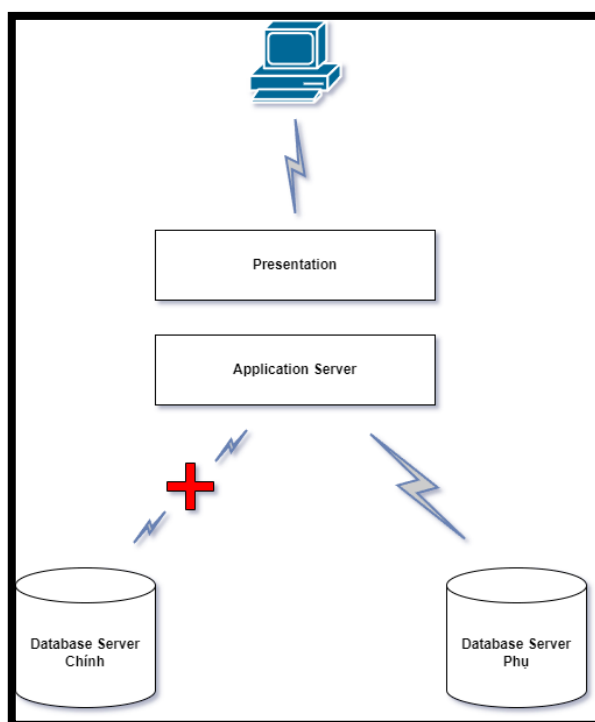 Presentation
Application Server
Database Server
Chính
Database Server
Phụ